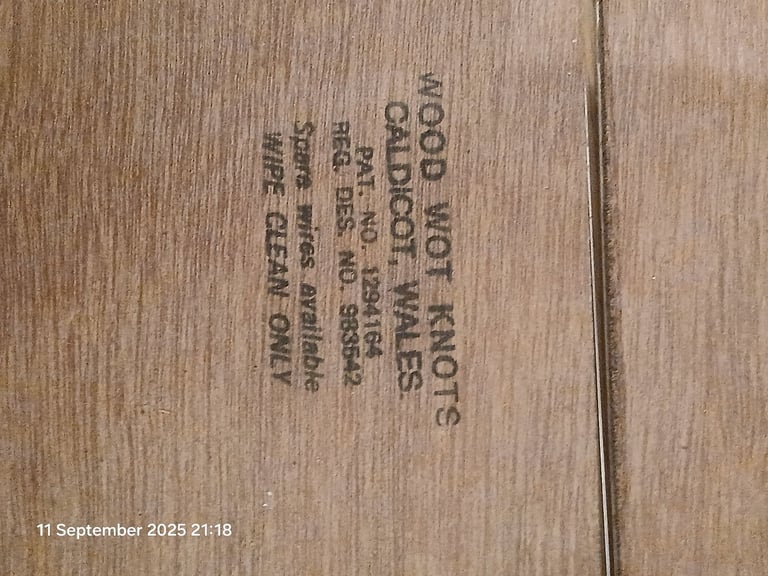 WOOD WOT KNOTS
CALDICOT, WALES.
PAT. NO. 1294164
REG. DES. NO. 983542
Spare wires available
WIPE CLEAN ONLY
11 September 2025 21:18